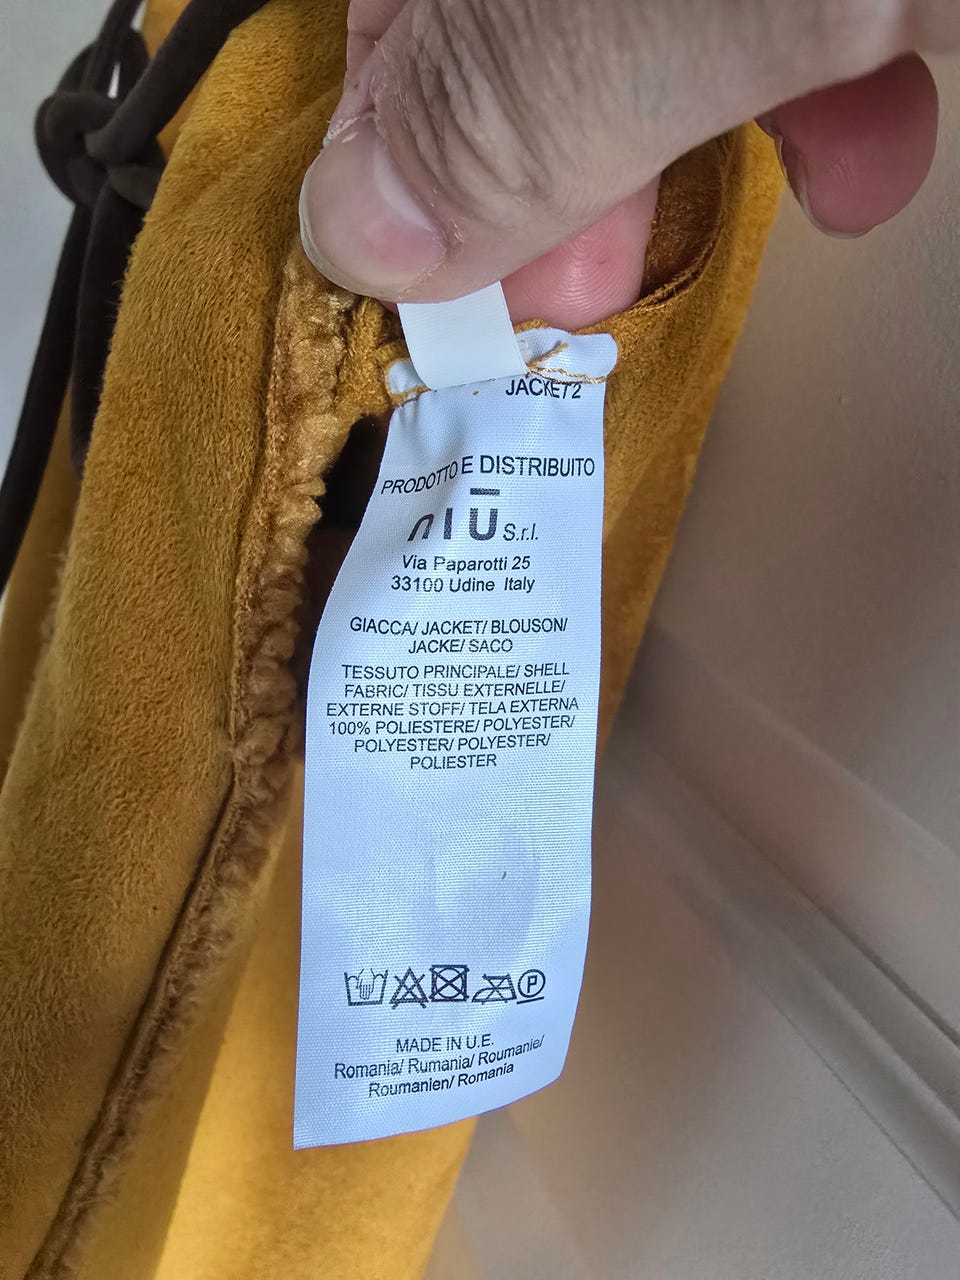 JACKET2
PRODOTTO E DISTRIBUITO
niū S.r.l.
Via Paparotti 25
33100 Udine Italy
GIACCA/ JACKET/ BLOUSON/
JACKE/ SACO
TESSUTO PRINCIPALE/ SHELL
FABRIC/ TISSU EXTERNELLE/
EXTERNE STOFF/ TELA EXTERNA
100% POLIESTERE/ POLYESTER/
POLYESTER/ POLYESTER/
POLIESTER
P
MADE IN U.E.
Romania/ Rumania/ Roumanie/
Roumanien/ Romania